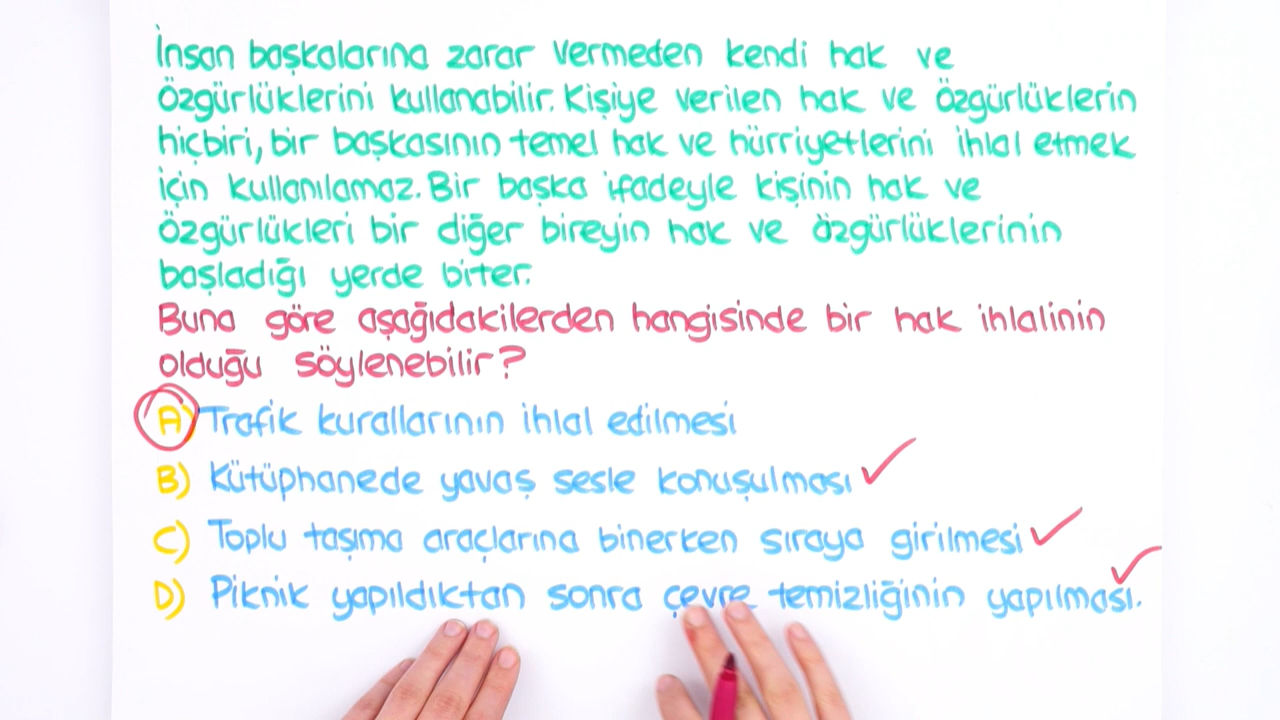 İnsan başkalarına zarar vermeden kendi hak ve
özgürlüklerini kullanabilir. Kişiye verilen hak ve özgürlüklerin
hiçbiri, bir başkasının temel hak ve hürriyetlerini ihlal etmek
için kullanılamaz. Bir başka ifadeyle kişinin hak ve
özgürlükleri bir diğer bireyin hak ve özgürlüklerinin
başladığı yerde biter.
Buna göre aşağıdakilerden hangisinde bir hak ihlalinin
olduğu söylenebilir?
A) Trafik kurallarının ihlal edilmesi
B) Kütüphanede yavaş sesle konuşulması
C) Toplu taşıma araçlarına binerken sıraya girilmesi
D) Piknik yapıldıktan sonra çevre temizliğinin yapılması.